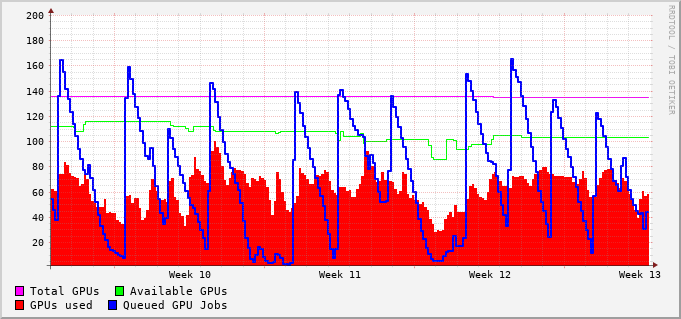 200
180
160
140
120
100
80
60
40
20
RRDTOOL / TOBI OETIKER
Week 10 Week 11 Week 12 Week 13
Total GPUs Available GPUs
GPUs used Queued GPU Jobs